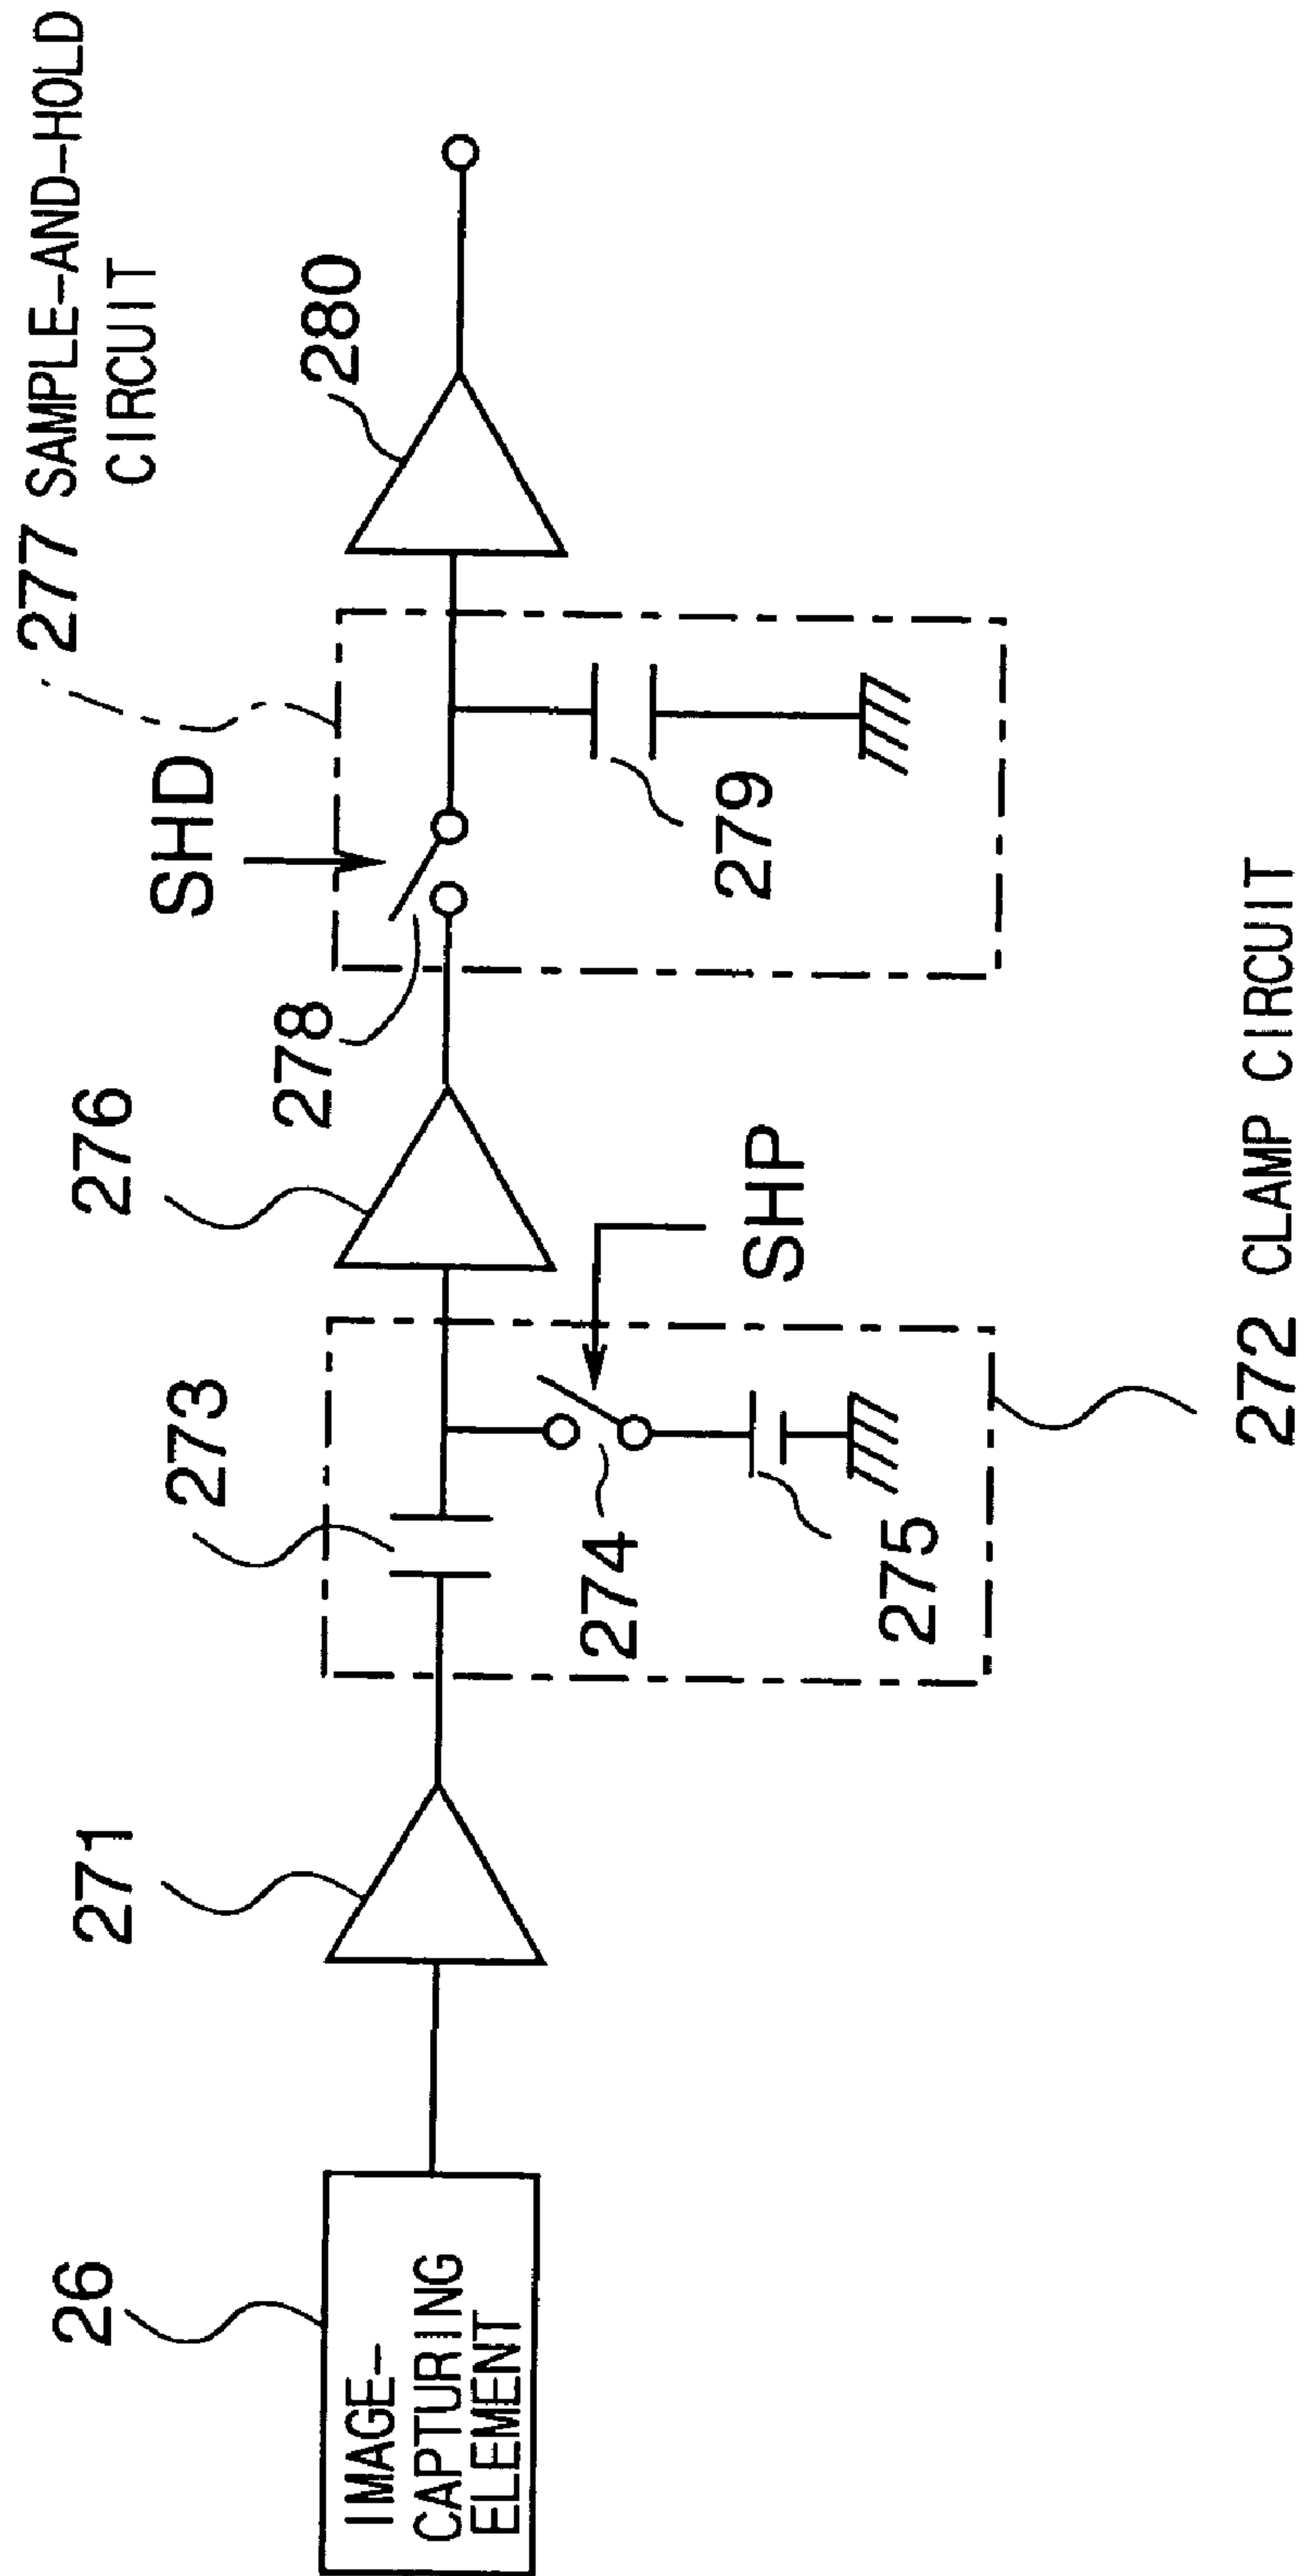 277 SAMPLE-AND-HOLD
CIRCUIT
SHD
280
276
278
279
273
SHP
274
275
271
272 CLAMP CIRCUIT
26
IMAGE-
CAPTURING
ELEMENT